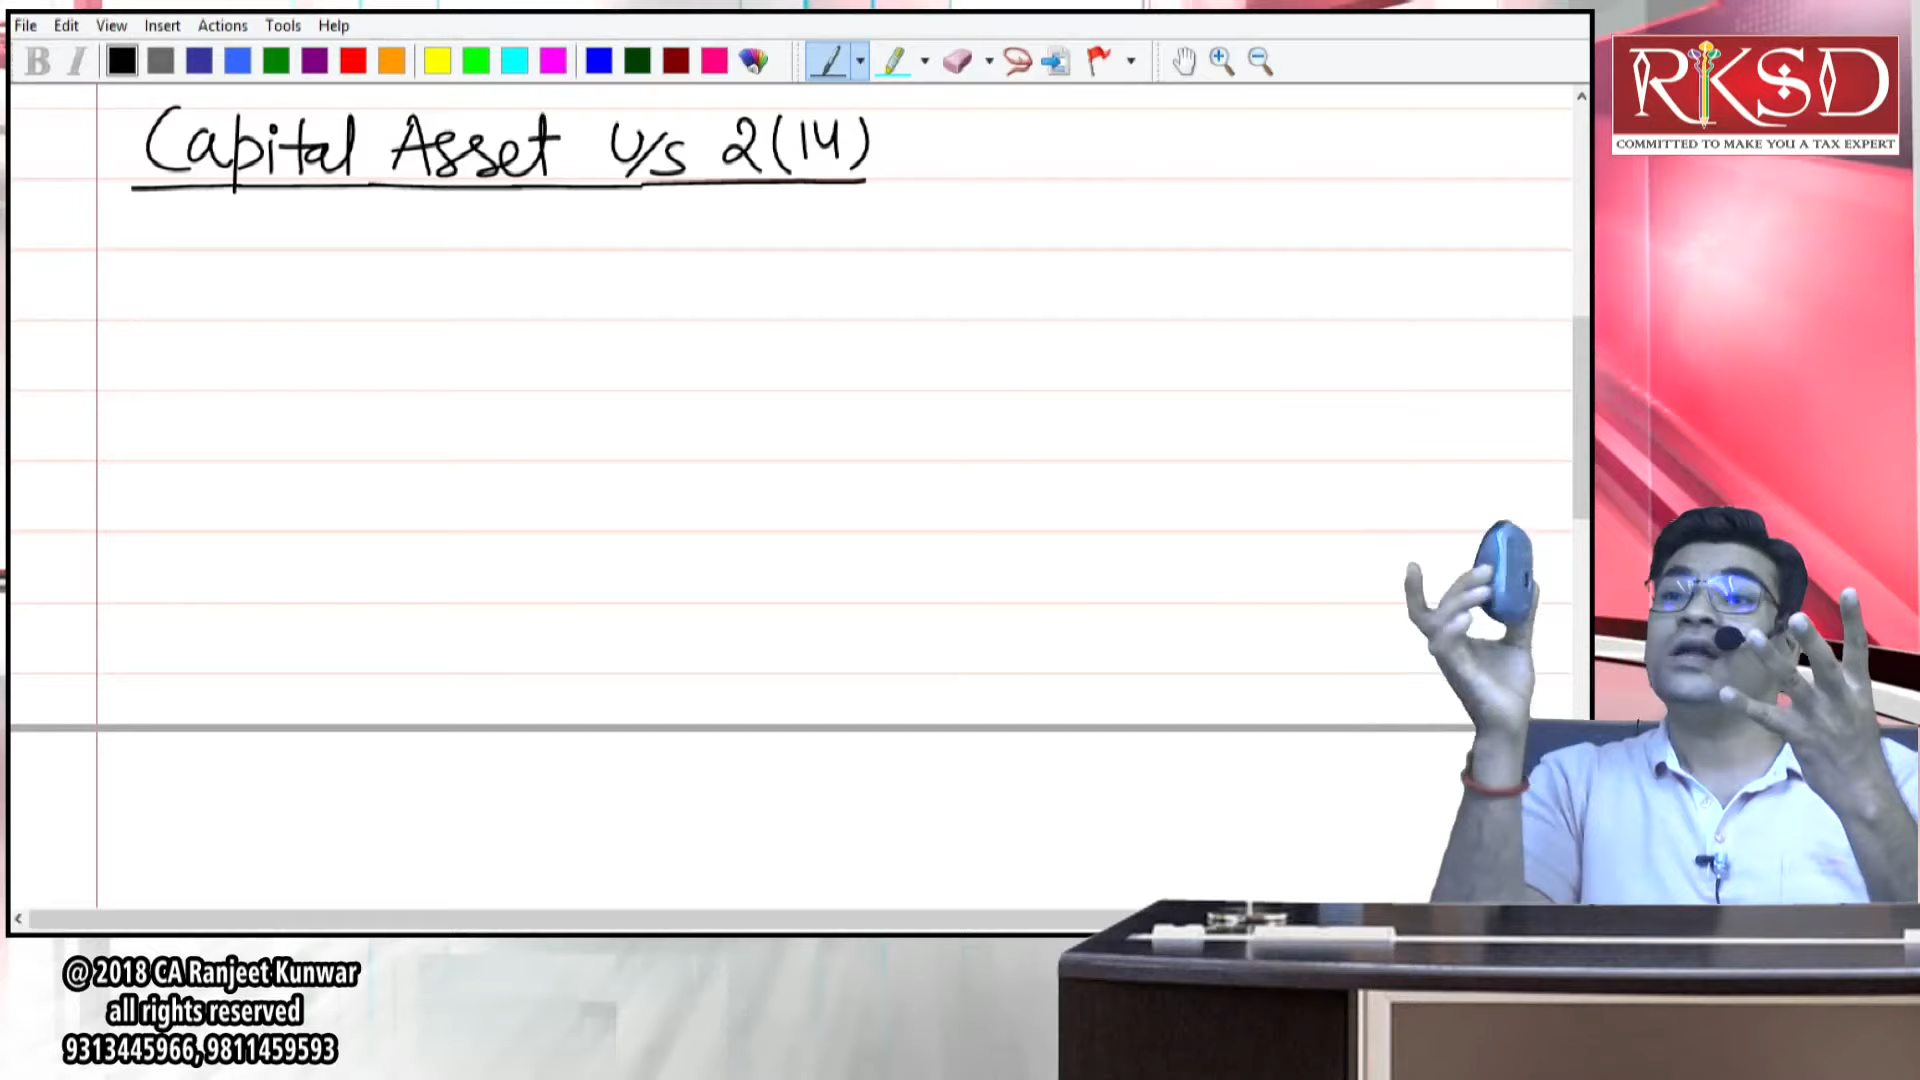 File Edit View Insert Actions Tools Help
B I
Capital Asset U/s 2(14)
RKSD
COMMITTED TO MAKE YOU A TAX EXPERT
@ 2018 CA Ranjeet Kunwar
all rights reserved
9313445966, 9811459593